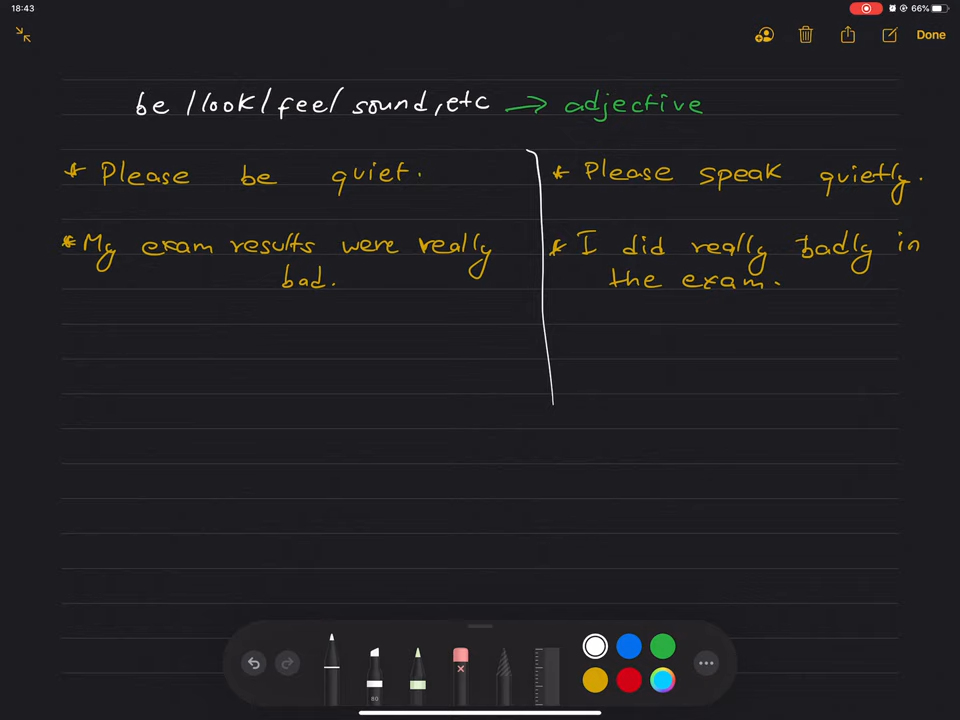 18:43
66%
Done
be / look / feel / sound, etc → adjective
* Please be quiet.
* My exam results were really
bad.
* Please speak quietly.
* I did really badly in
the exam.
80